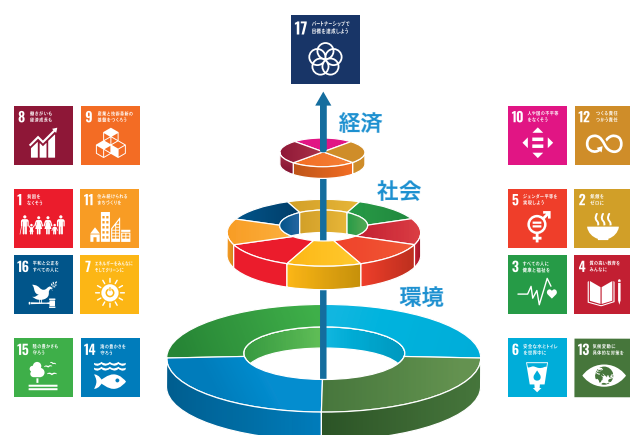 17 パートナーシップで
目標を達成しよう
経済
8 働きがいも
経済成長も
9 産業と技術革新の
基盤をつくろう
10 人や国の不平等
をなくそう
12 つくる責任
つかう責任
社会
1 貧困を
なくそう
11 住み続けられる
まちづくりを
5 ジェンダー平等を
実現しよう
2 飢餓を
ゼロに
16 平和と公正を
すべての人に
7 エネルギーをみんなに
そしてクリーンに
3 すべての人に
健康と福祉を
4 質の高い教育を
みんなに
環境
15 陸の豊かさも
守ろう
14 海の豊かさを
守ろう
6 安全な水とトイレ
を世界中に
13 気候変動に
具体的な対策を